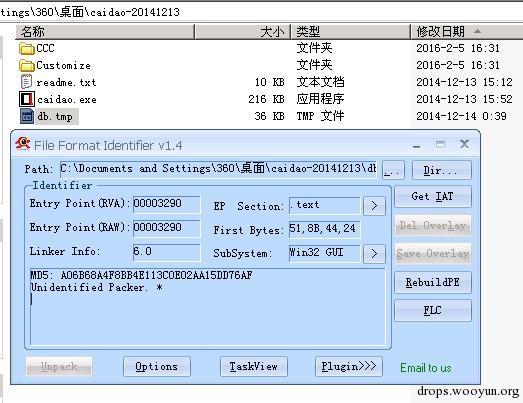 ttings\360\桌面\caidao-20141213
名称 大小 类型 修改日期
CCC 文件夹 2016-2-5 16:31
Customize 文件夹 2016-2-5 16:31
readme.txt 10 KB 文本文档 2014-12-13 15:12
caidao.exe 216 KB 应用程序 2014-12-13 15:52
db.tmp 36 KB TMP 文件 2014-12-14 0:39
File Format Identifier v1.4
Path: C:\Documents and Settings\360\桌面\caidao-20141213\db ... Dir...
Identifier
Entry Point(RVA): 00003290 EP Section: .text > Get IAT
Entry Point(RAW): 00003290 First Bytes: 51,8B,44,24 Del Overlay
Linker Info: 6.0 SubSystem: Win32 GUI > Save Overlay
MD5: A06B68A4F8BB4E113C0E02AA15DD76AF
Unidentified Packer. *
RebuildPE
FLC
Unpack Options TaskView Plugin>>> Email to us
drops.wooyun.org